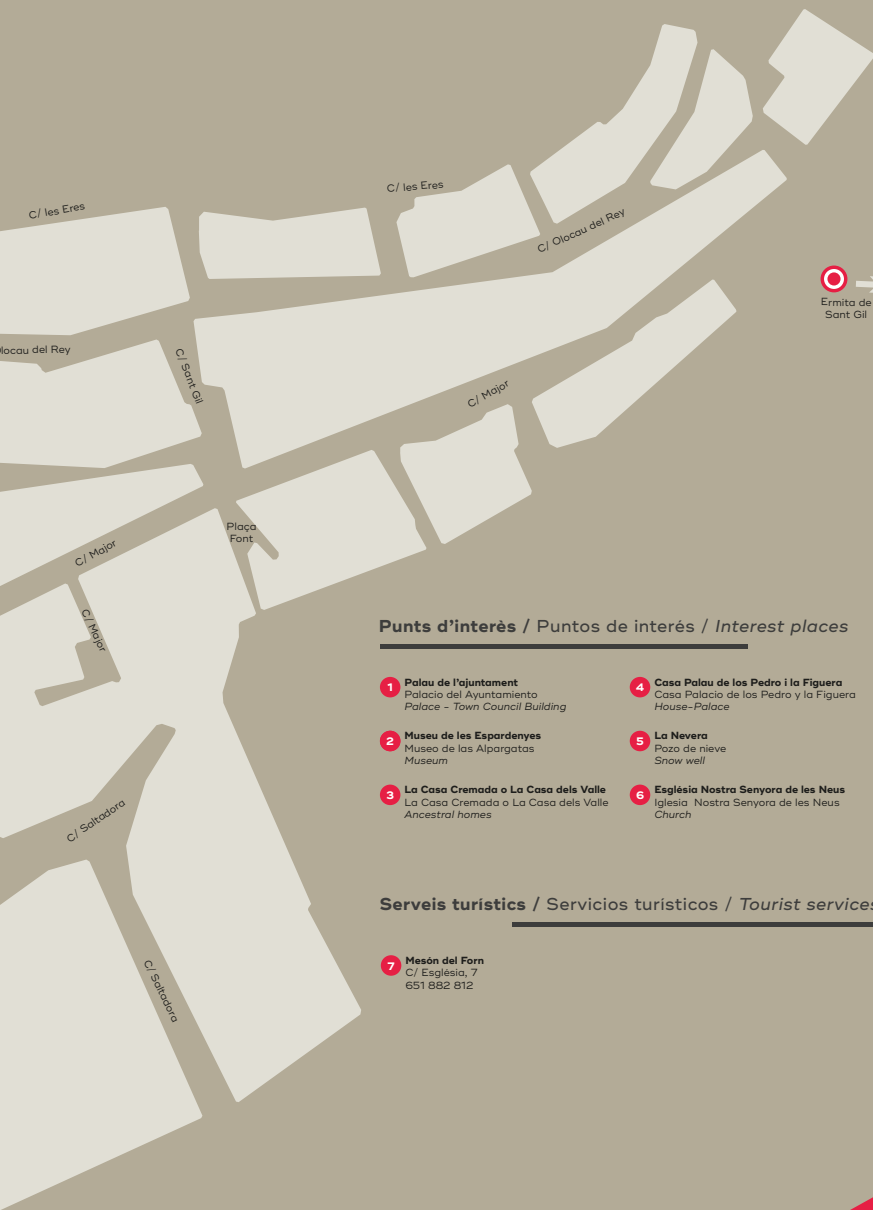 C/ les Eres
C/ les Eres
C/ Olocau del Rey
Ermita de
Sant Gil
locau del Rey
C/ Sant Gil
C/ Major
Plaça
Font
C/ Major
C/ Major
Punts d’interès / Puntos de interés / Interest places
1 Palau de l’ajuntament
Palacio del Ayuntamiento
Palace - Town Council Building
2 Museu de les Espardenyes
Museo de las Alpargatas
Museum
3 La Casa Cremada o La Casa dels Valle
La Casa Cremada o La Casa dels Valle
Ancestral homes
4 Casa Palau de los Pedro i la Figuera
Casa Palacio de los Pedro y la Figuera
House-Palace
5 La Nevera
Pozo de nieve
Snow well
6 Església Nostra Senyora de les Neus
Iglesia Nostra Senyora de les Neus
Church
C/ Saltadora
Serveis turístics / Servicios turísticos / Tourist services
7 Mesón del Forn
C/ Església, 7
651 882 812
C/ Saltadora